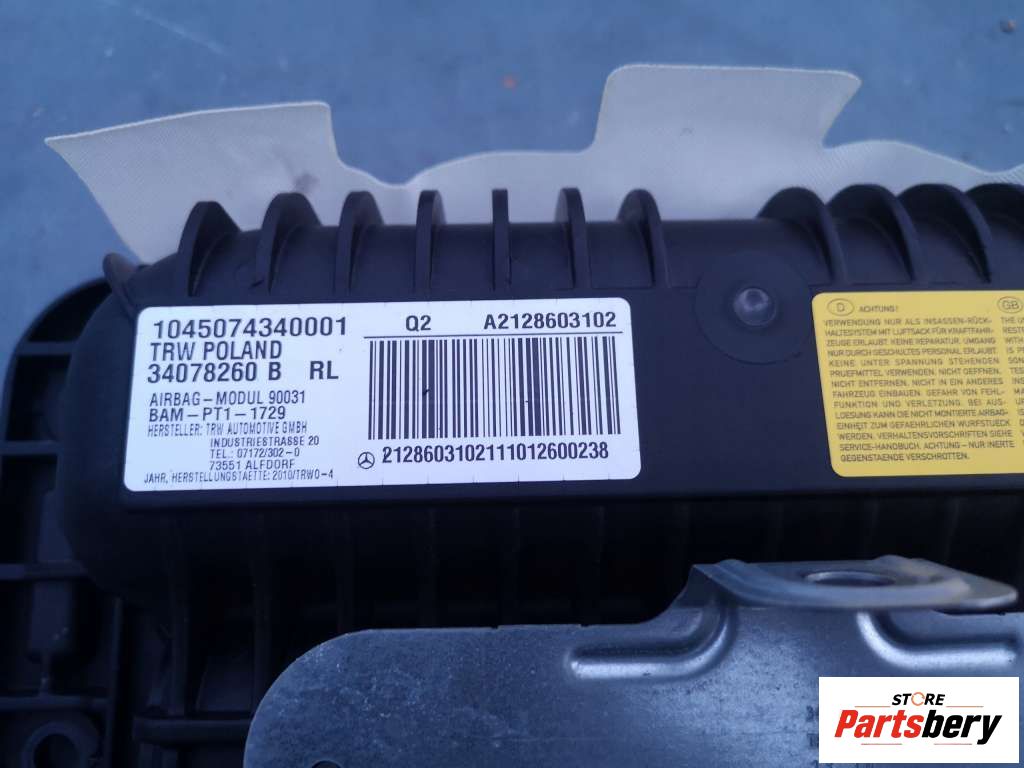 1045074340001 Q2 A2128603102
TRW POLAND
34078260 B RL
AIRBAG-MODUL 90031
BAM-PT1-1729
HERSTELLER: TRW AUTOMOTIVE GMBH
INDUSTRIESTRASSE 20
TEL.: 07172/302-0
73551 ALFDORF
2128603102111012600238
JAHR, HERSTELLUNGSTAETTE: 2010/TRW0-4
D ACHTUNG!
VERWENDUNG NUR ALS INSASSEN-RÜCK-
HALTESYSTEM MIT LUFTSACK FÜR KRAFTFAHR-
ZEUGE ERLAUBT. KEINE REPARATUR. UMGANG
NUR DURCH GESCHULTES PERSONAL ERLAUBT.
KEINE UNTER SPANNUNG STEHENDEN
PRUEFMITTEL VERWENDEN. NICHT ERHITZEN,
NICHT ENTFERNEN, NICHT IN EIN ANDERES
FAHRZEUG EINBAUEN. GEFAHR VON FEHL-
FUNKTION UND VERLETZUNG. BEI AUS-
LOESUNG KANN DIE NICHT MONTIERTE AIRBAG-
EINHEIT ZUM GEFAEHRLICHEN WURFSTUECK
WERDEN. VERHALTENSVORSCHRIFTEN SIEHE
SERVICE-HANDBUCH. ACHTUNG - NUR INERTE
GEGENSTAENDE VERWENDEN.
GB
THE U
STORE
Partsbery